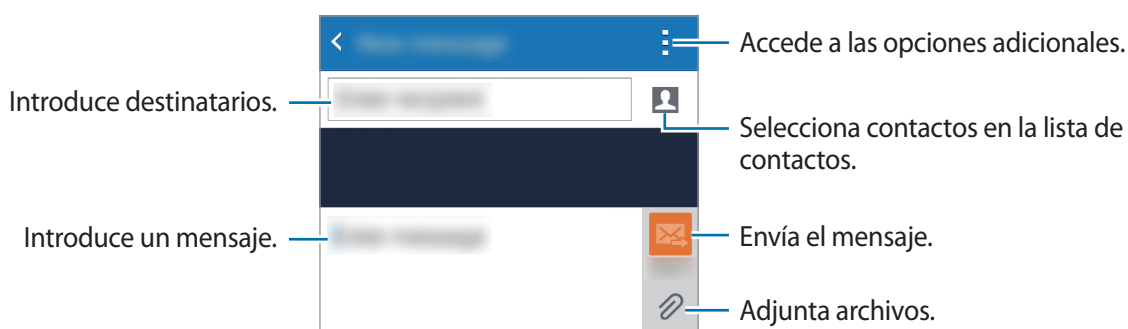 Accede a las opciones adicionales.
Introduce destinatarios.
Selecciona contactos en la lista de
contactos.
Introduce un mensaje.
Envía el mensaje.
Adjunta archivos.